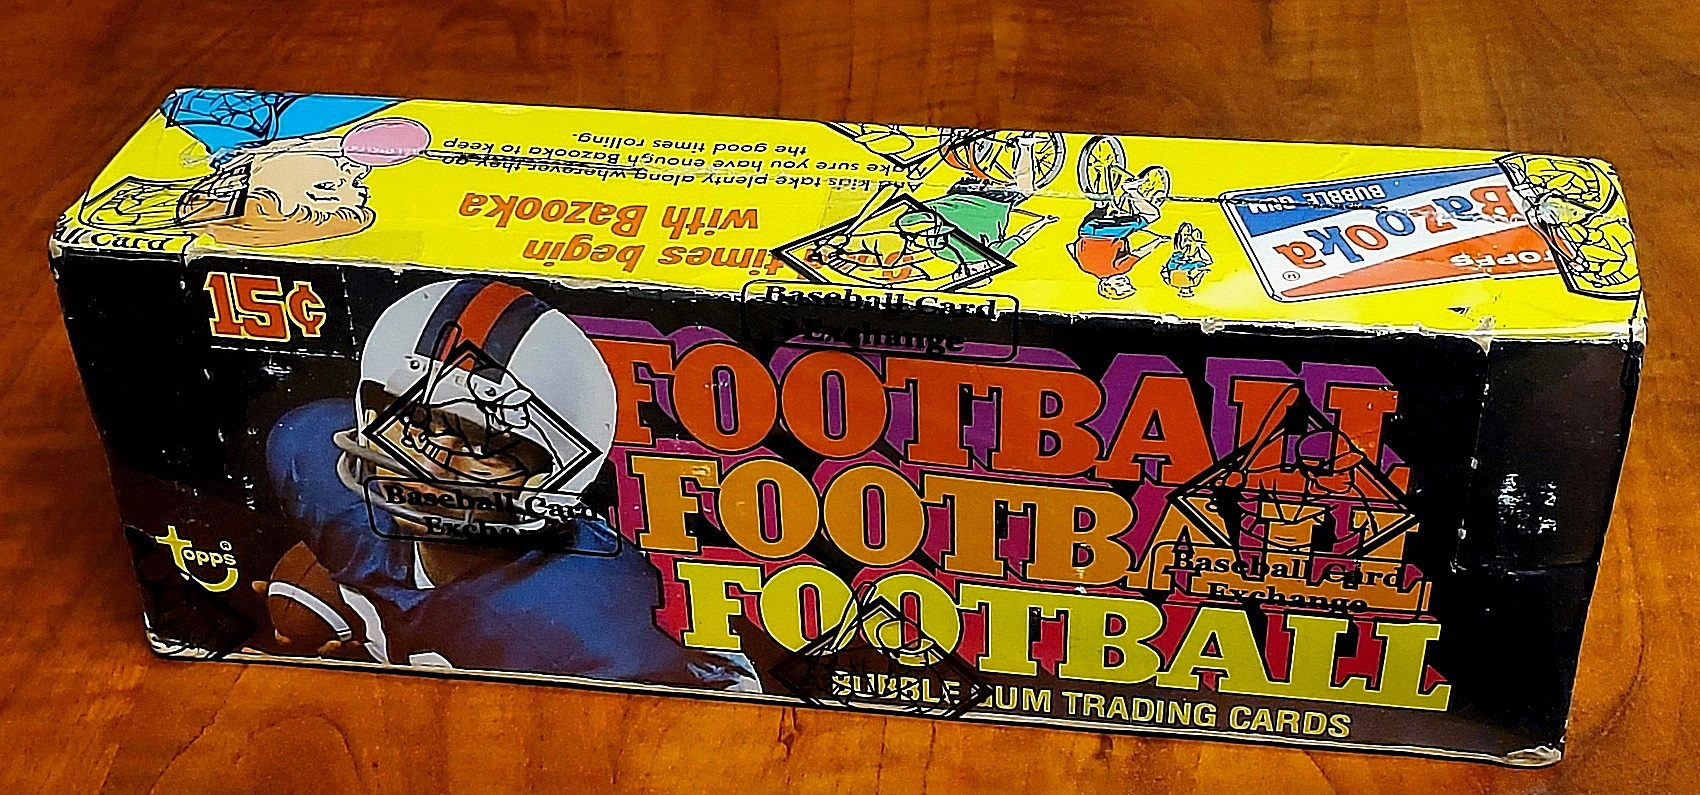 And kids take plenty along wherever they go.
Make sure you have enough Bazooka to keep
the good times rolling.
times begin
with Bazooka
TOPPS
Bazooka®
BUBBLE GUM
ll Card
Baseball Card
Exchange
15¢
FOOTBALL
FOOTBALL
FOOTBALL
BUBBLE GUM TRADING CARDS
topps®
Baseball Card
Exchange
Baseball Card
Exchange